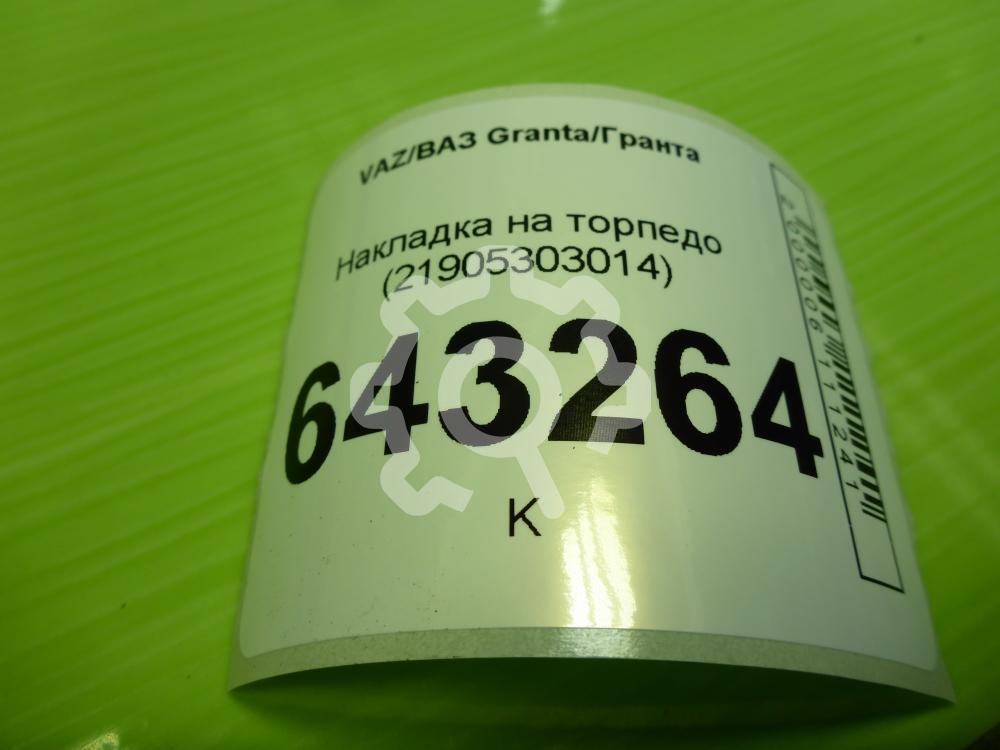 VAZ/ВАЗ Granta/Гранта
Накладка на торпедо
(21905303014)
643264
К